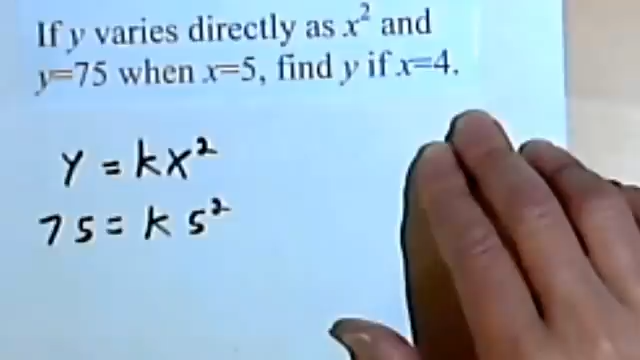 If y varies directly as x² and
y=75 when x=5, find y if x=4.
y = kx²
75 = k 5²